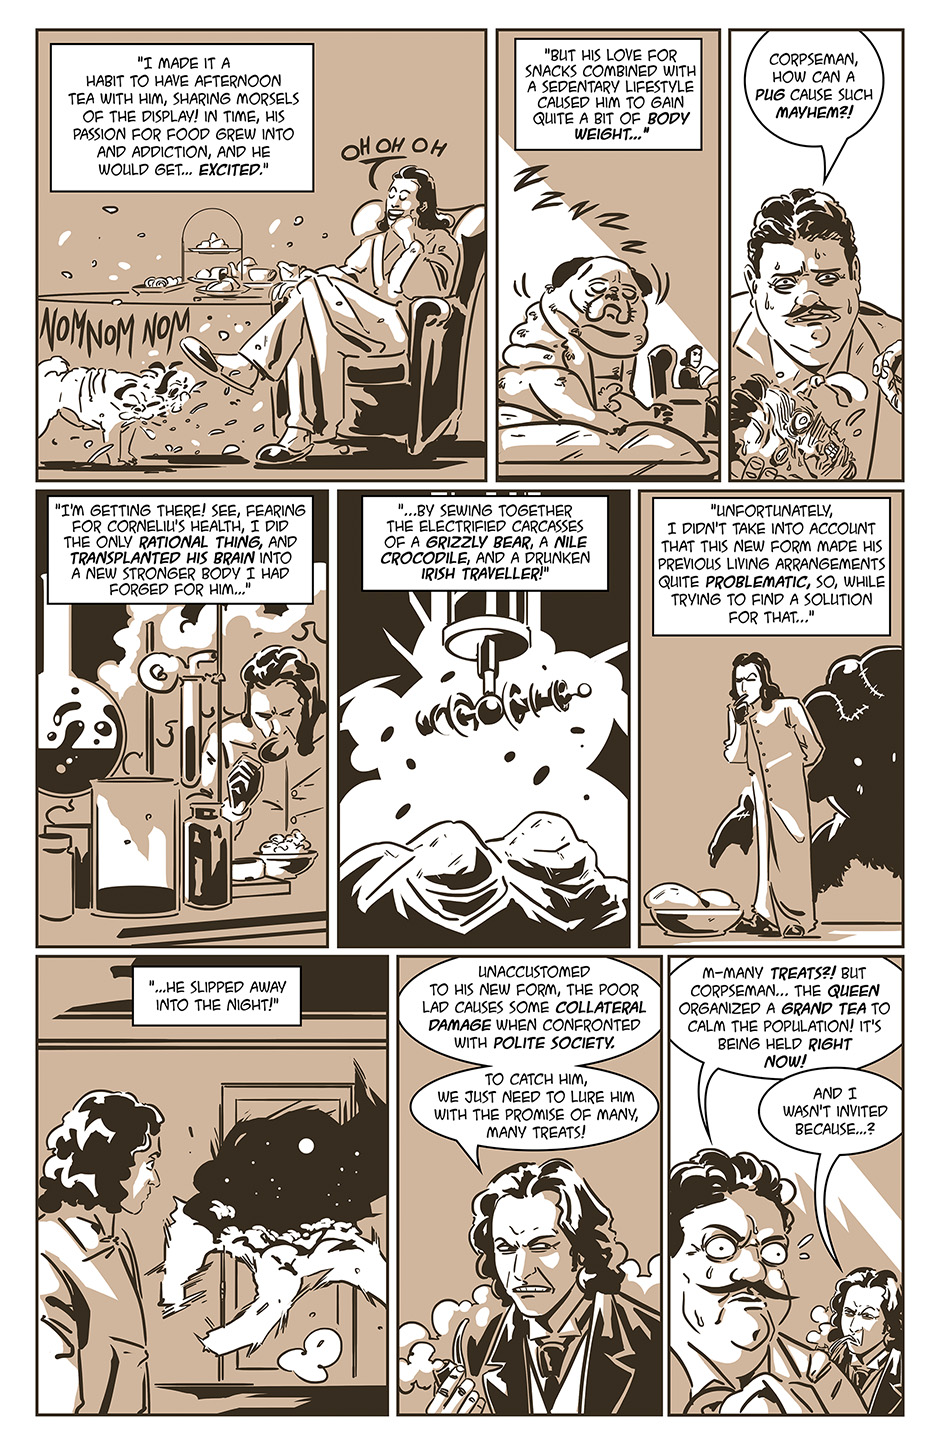 "I MADE IT A
HABIT TO HAVE AFTERNOON
TEA WITH HIM, SHARING MORSELS
OF THE DISPLAY! IN TIME, HIS
PASSION FOR FOOD GREW INTO
AND ADDICTION, AND HE
WOULD GET... EXCITED."
OH OH OH
NOMNOM NOM
"BUT HIS LOVE FOR
SNACKS COMBINED WITH
A SEDENTARY LIFESTYLE
CAUSED HIM TO GAIN
QUITE A BIT OF BODY
WEIGHT..."
ZZZZZZZ
CORPSEMAN,
HOW CAN A
PUG CAUSE SUCH
MAYHEM?!
"I'M GETTING THERE! SEE, FEARING
FOR CORNELIU'S HEALTH, I DID
THE ONLY RATIONAL THING, AND
TRANSPLANTED HIS BRAIN INTO
A NEW STRONGER BODY I HAD
FORGED FOR HIM..."
"...BY SEWING TOGETHER
THE ELECTRIFIED CARCASSES
OF A GRIZZLY BEAR, A NILE
CROCODILE, AND A DRUNKEN
IRISH TRAVELLER!"
"UNFORTUNATELY,
I DIDN'T TAKE INTO ACCOUNT
THAT THIS NEW FORM MADE HIS
PREVIOUS LIVING ARRANGEMENTS
QUITE PROBLEMATIC, SO, WHILE
TRYING TO FIND A SOLUTION
FOR THAT..."
"...HE SLIPPED AWAY
INTO THE NIGHT!"
UNACCUSTOMED
TO HIS NEW FORM, THE POOR
LAD CAUSES SOME COLLATERAL
DAMAGE WHEN CONFRONTED
WITH POLITE SOCIETY.
TO CATCH HIM,
WE JUST NEED TO LURE HIM
WITH THE PROMISE OF MANY,
MANY TREATS!
M-MANY TREATS?! BUT
CORPSEMAN... THE QUEEN
ORGANIZED A GRAND TEA TO
CALM THE POPULATION! IT'S
BEING HELD RIGHT
NOW!
AND I
WASN'T INVITED
BECAUSE...?